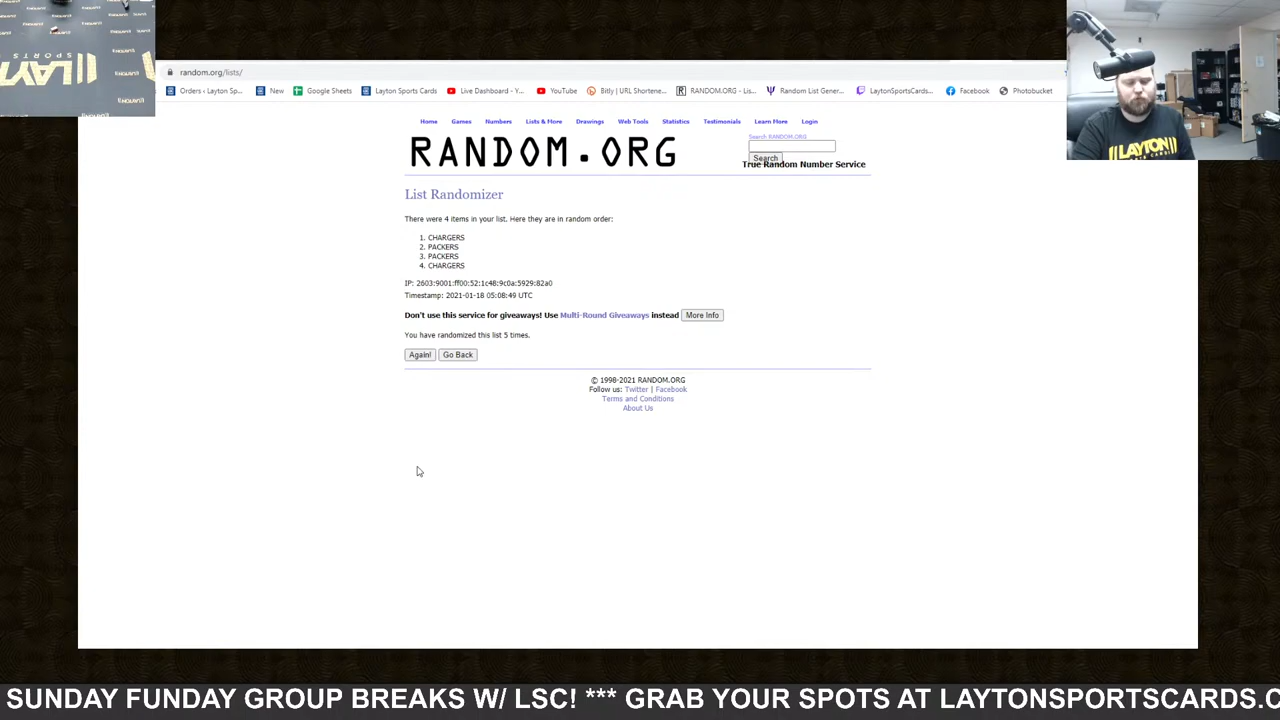 LAYTON
SPORTS
random.org/lists/
Orders ‹ Layton Sp...
New
Google Sheets
Layton Sports Cards
Live Dashboard - Y...
YouTube
Bitly | URL Shortene...
RANDOM.ORG - Lis...
Random List Gener...
LaytonSportsCards...
Facebook
Photobucket
Home Games Numbers Lists & More Drawings Web Tools Statistics Testimonials Learn More Login
RANDOM.ORG
Search RANDOM.ORG
Search
True Random Number Service
LAYTON
List Randomizer
There were 4 items in your list. Here they are in random order:
1. CHARGERS
2. PACKERS
3. PACKERS
4. CHARGERS
IP: 2603:9001:ff00:52:1c48:9c0a:5929:82a0
Timestamp: 2021-01-18 05:08:49 UTC
Don't use this service for giveaways! Use Multi-Round Giveaways instead More Info
You have randomized this list 5 times.
Again! Go Back
© 1998-2021 RANDOM.ORG
Follow us: Twitter | Facebook
Terms and Conditions
About Us
SUNDAY FUNDAY GROUP BREAKS W/ LSC! *** GRAB YOUR SPOTS AT LAYTONSPORTSCARDS.C